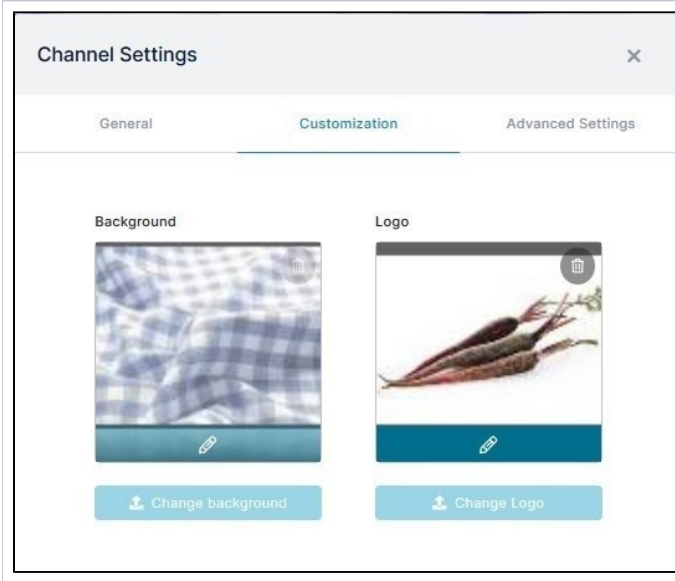 Channel Settings
General
Customization
Advanced Settings
Background
Logo
Change background
Change Logo